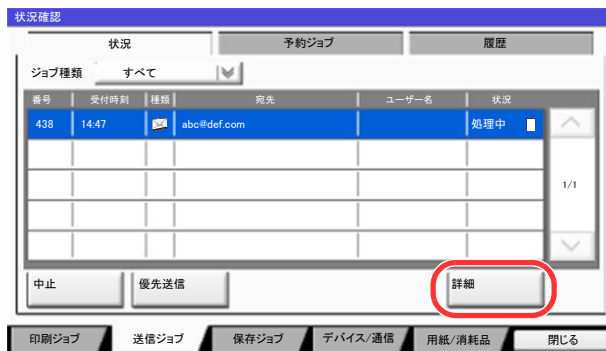 状況確認
状況 予約ジョブ 履歴
ジョブ種類 すべて
番号 受付時刻 種類 宛先 ユーザー名 状況
438 14:47 abc@def.com 処理中
1/1
中止 優先送信 詳細
印刷ジョブ 送信ジョブ 保存ジョブ デバイス/通信 用紙/消耗品 閉じる